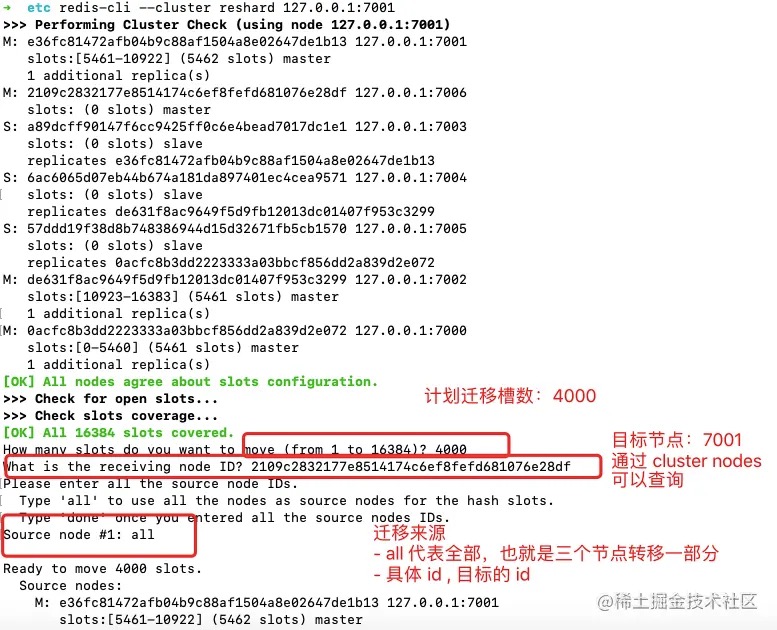 → etc redis-cli --cluster reshard 127.0.0.1:7001
>>> Performing Cluster Check (using node 127.0.0.1:7001)
M: e36fc81472afb04b9c88af1504a8e02647de1b13 127.0.0.1:7001
slots:[5461-10922] (5462 slots) master
1 additional replica(s)
M: 2109c2832177e8514174c6ef8fefd681076e28df 127.0.0.1:7006
slots: (0 slots) master
S: a89dcff90147f6cc9425ff0c6e4bead7017dc1e1 127.0.0.1:7003
slots: (0 slots) slave
replicates e36fc81472afb04b9c88af1504a8e02647de1b13
S: 6ac6065d07eb44b674a181da897401ec4cea9571 127.0.0.1:7004
slots: (0 slots) slave
replicates de631f8ac9649f5d9fb12013dc01407f953c3299
S: 57ddd19f38d8b748386944d15d32671fb5cb1570 127.0.0.1:7005
slots: (0 slots) slave
replicates 0acfc8b3dd2223333a03bbcf856dd2a839d2e072
M: de631f8ac9649f5d9fb12013dc01407f953c3299 127.0.0.1:7002
slots:[10923-16383] (5461 slots) master
1 additional replica(s)
M: 0acfc8b3dd2223333a03bbcf856dd2a839d2e072 127.0.0.1:7000
slots:[0-5460] (5461 slots) master
1 additional replica(s)
[OK] All nodes agree about slots configuration.
>>> Check for open slots...
计划迁移槽数：4000
>>> Check slots coverage...
[OK] All 16384 slots covered.
How many slots do you want to move (from 1 to 16384)? 4000
目标节点：7001
What is the receiving node ID? 2109c2832177e8514174c6ef8fefd681076e28df
通过 cluster nodes
可以查询
Please enter all the source node IDs.
Type 'all' to use all the nodes as source nodes for the hash slots.
Type 'done' once you entered all the source nodes IDs.
Source node #1: all
迁移来源
- all 代表全部，也就是三个节点转移一部分
- 具体 id , 目标的 id
Ready to move 4000 slots.
Source nodes:
M: e36fc81472afb04b9c88af1504a8e02647de1b13 127.0.0.1:7001
slots:[5461-10922] (5462 slots) master
@稀土掘金技术社区